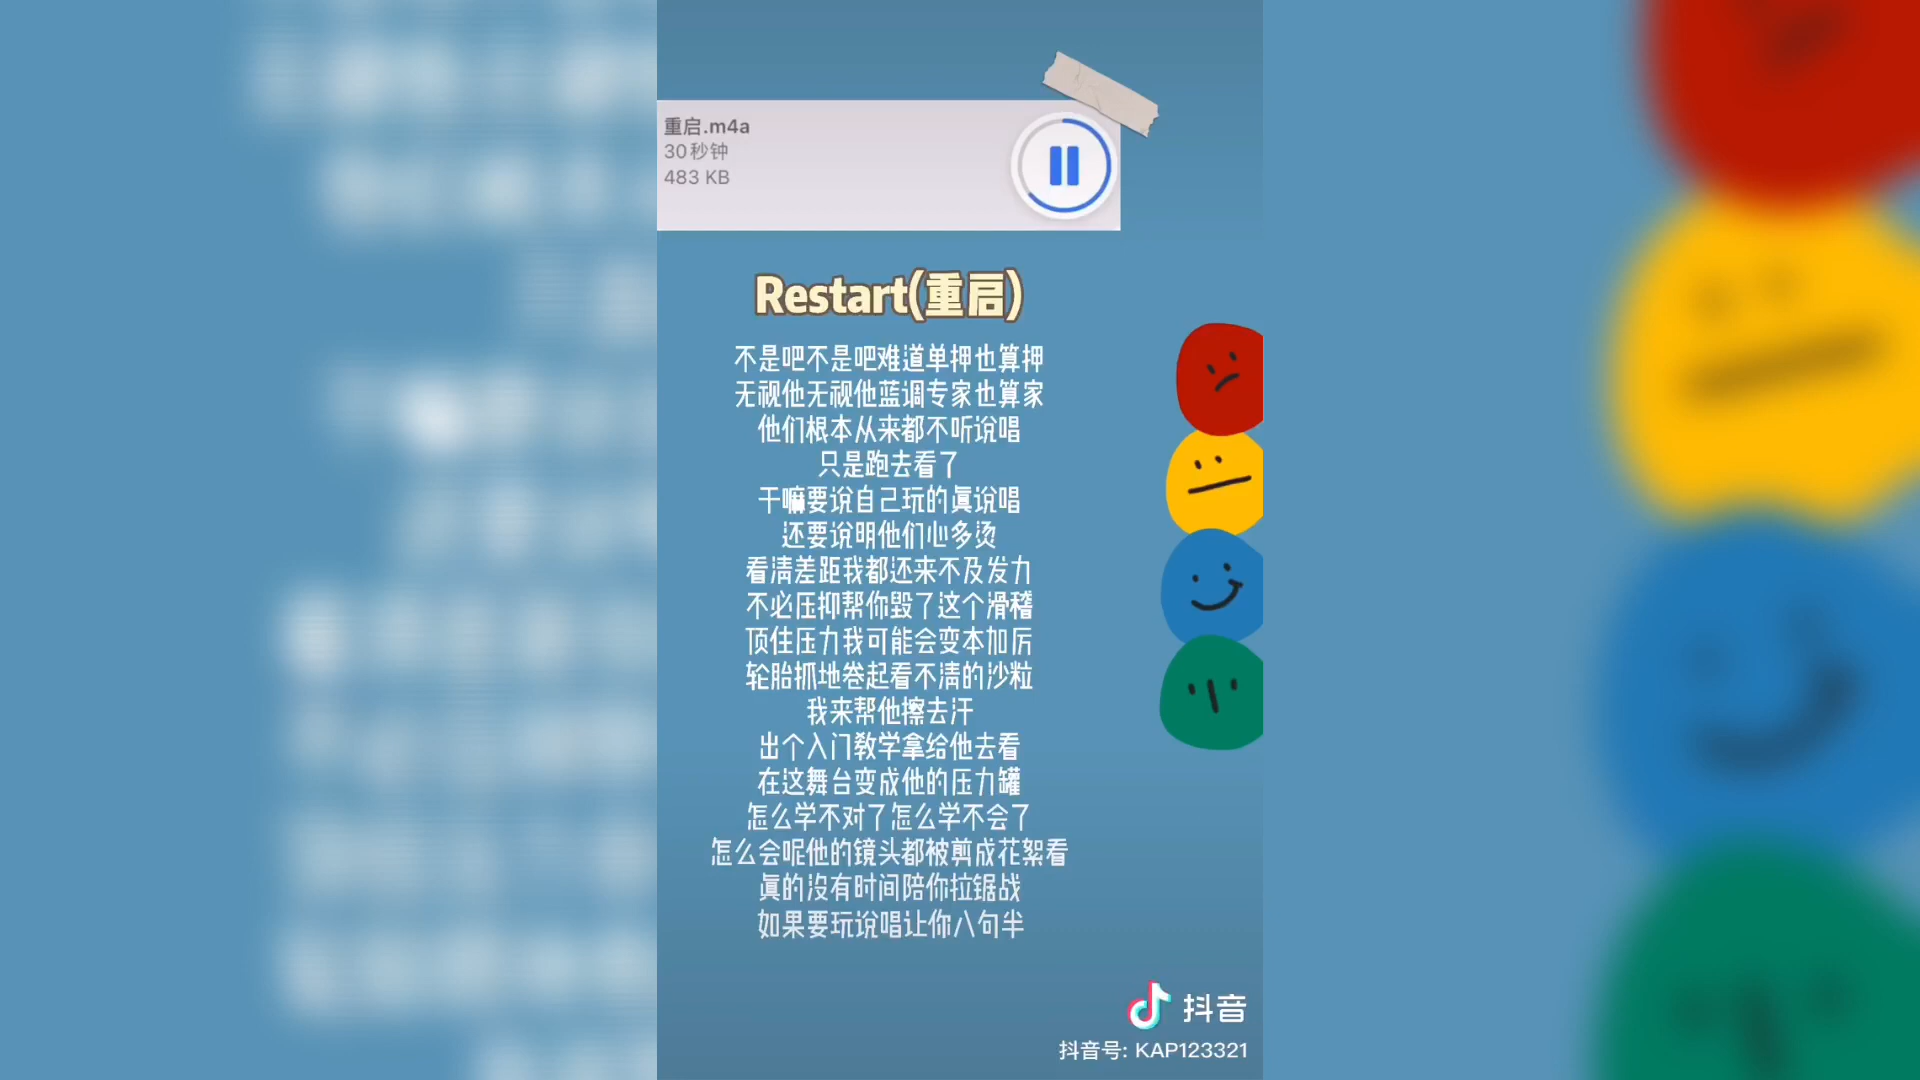 重启.m4a
30秒钟
483 KB
Restart(重启)
不是吧不是吧难道单押也算押
无视他无视他蓝调专家也算家
他们根本从来都不听说唱
只是跑去看了
干嘛要说自己玩的真说唱
还要说明他们心多烫
看清差距我都还来不及发力
不必压抑帮你毁了这个滑稽
顶住压力我可能会变本加厉
轮胎抓地卷起看不清的沙粒
我来帮他擦去汗
出个入门教学拿给他去看
在这舞台变成他的压力罐
怎么学不对了怎么学不会了
怎么会呢他的镜头都被剪成花絮看
真的没有时间陪你拉锯战
如果要玩说唱让你八句半
抖音
抖音号: KAP123321